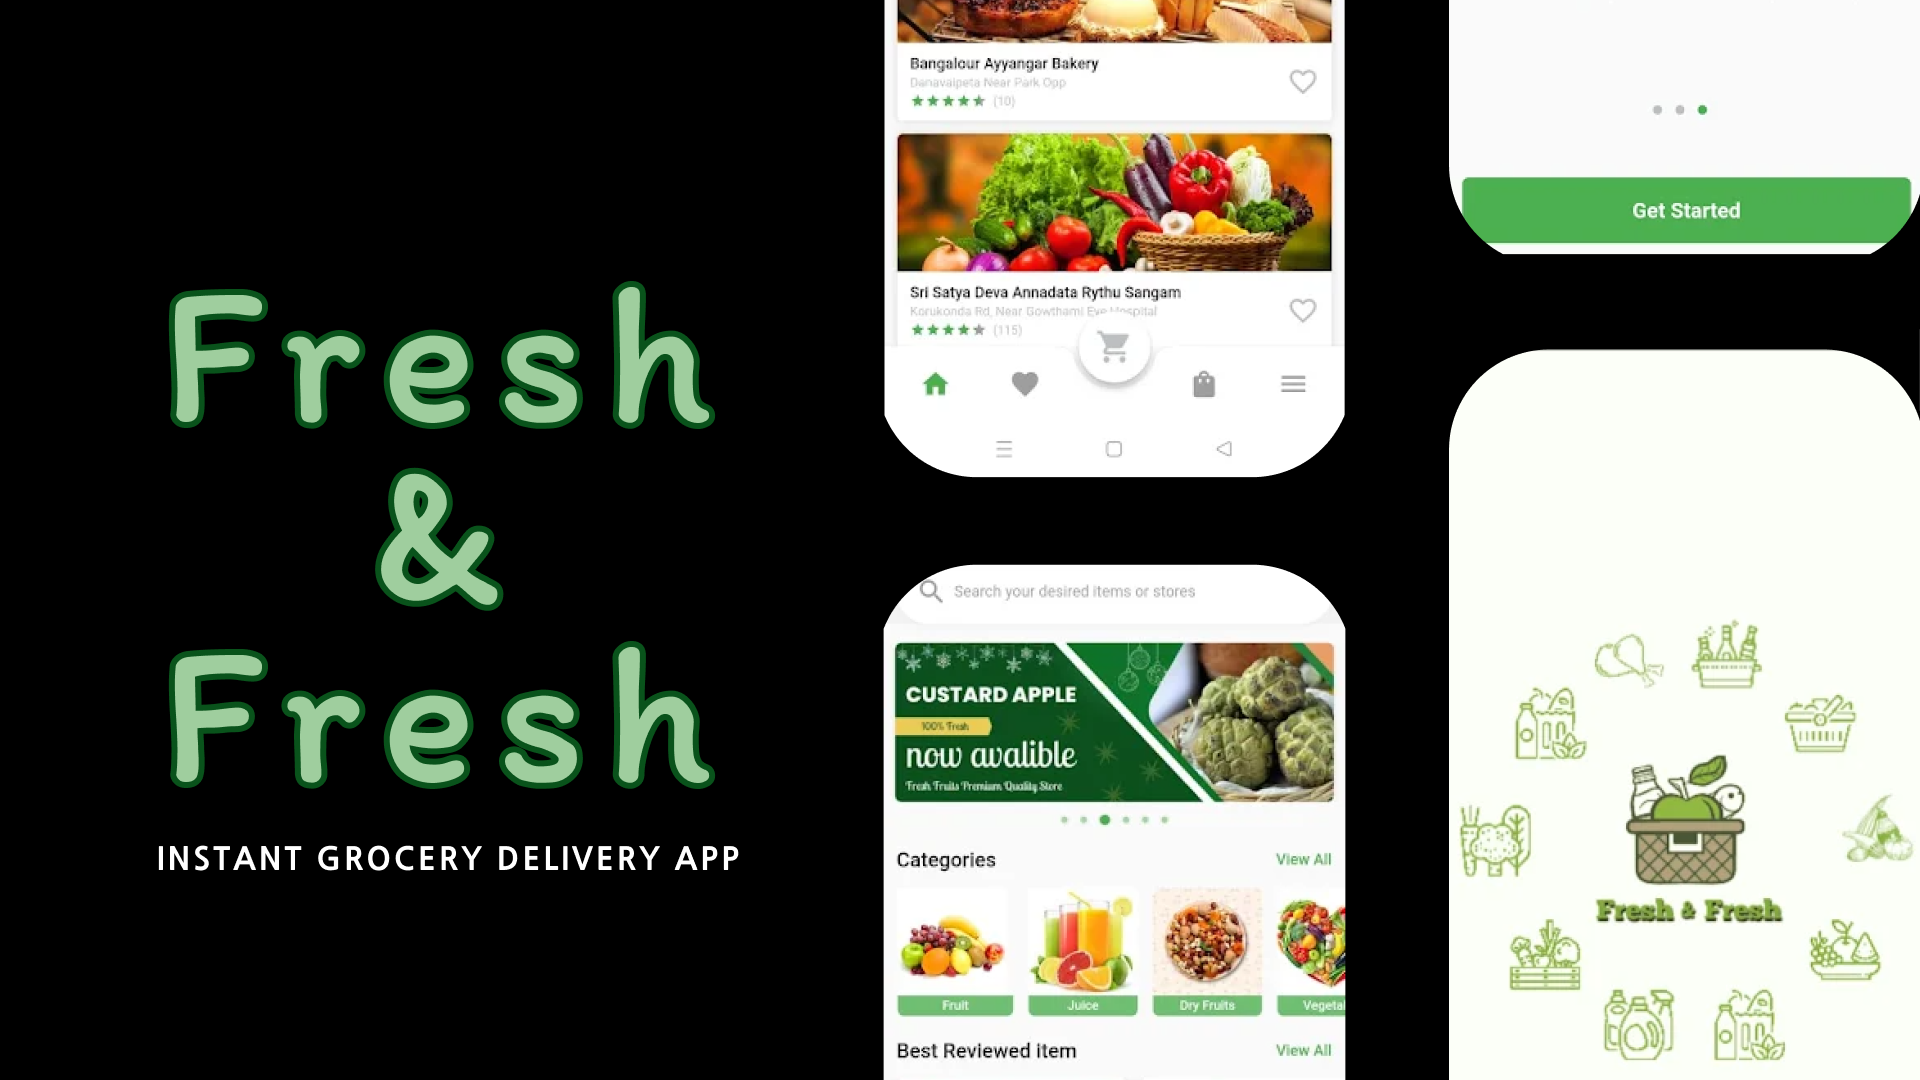 Fresh
&
Fresh
INSTANT GROCERY DELIVERY APP
Bangalour Ayyangar Bakery
Danavaipeta Near Park Opp
(10)
Sri Satya Deva Annadata Rythu Sangam
Korukonda Rd, Near Gowthami Eye Hospital
(115)
Search your desired items or stores
CUSTARD APPLE
100% Fresh
now avalible
Fresh Fruits Premium Quality Store
Categories
View All
Fruit
Juice
Dry Fruits
Vegeta
Best Reviewed item
View All
Get Started
Fresh & Fresh